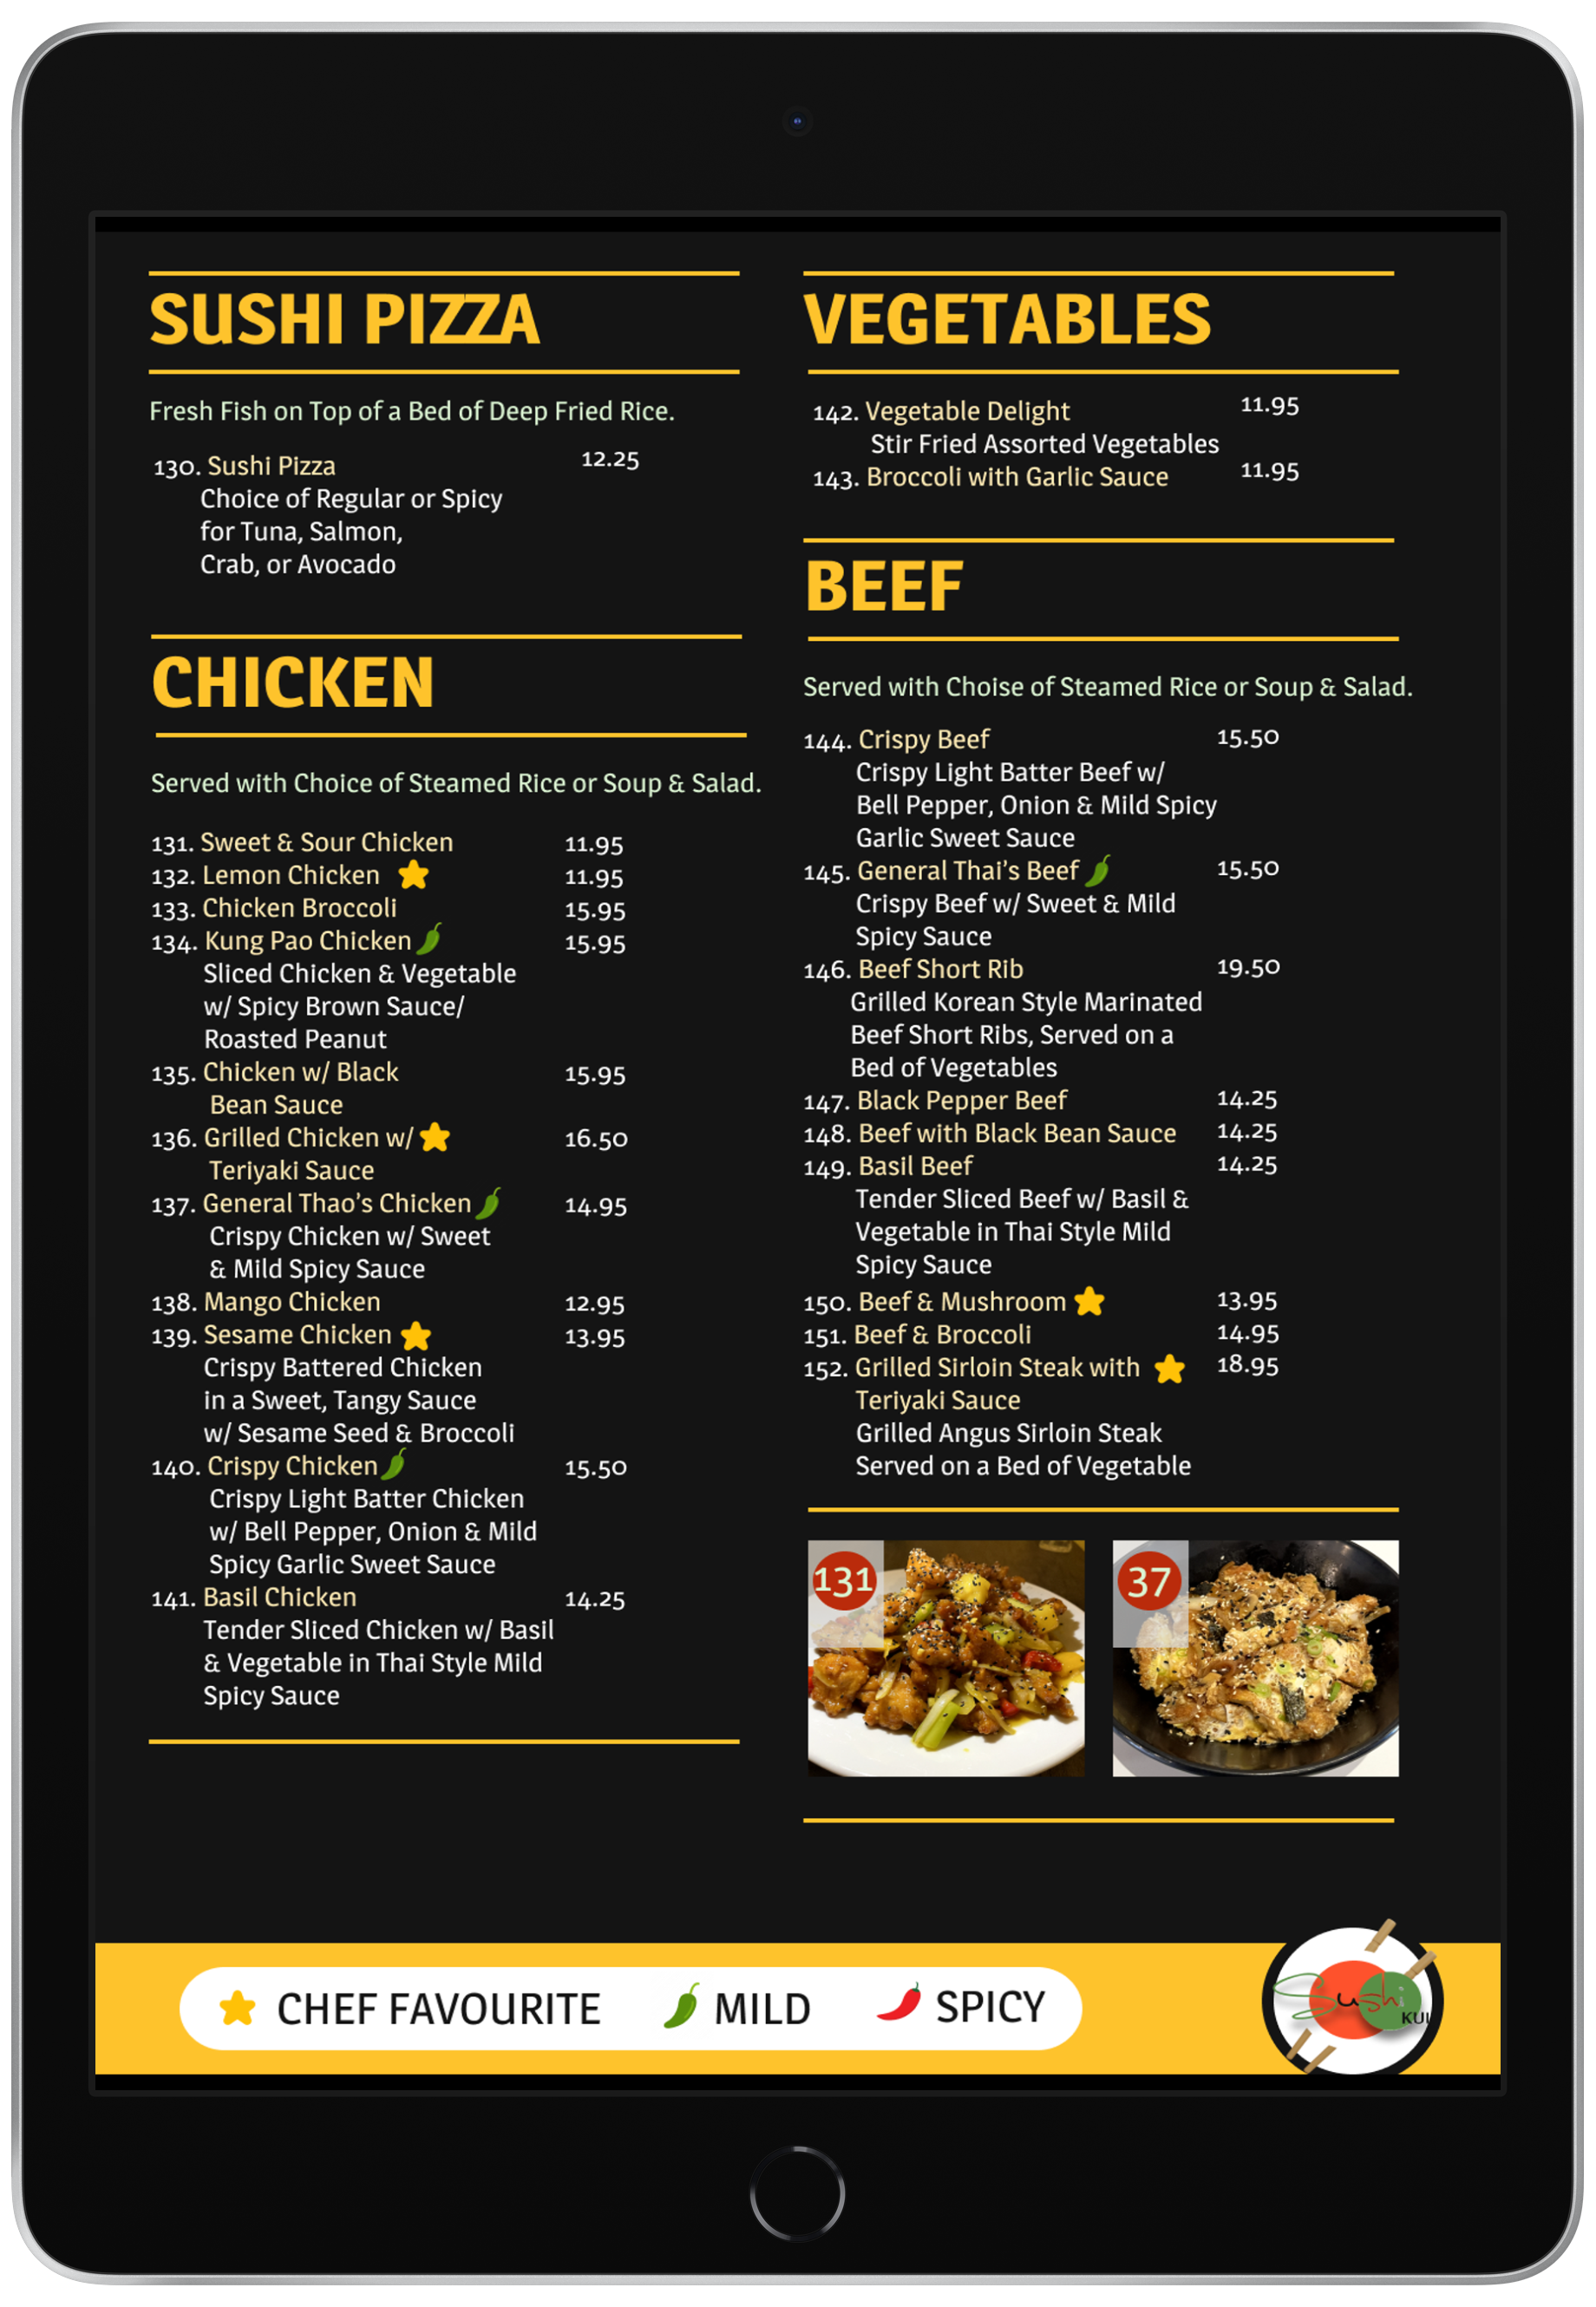 SUSHI PIZZA
Fresh Fish on Top of a Bed of Deep Fried Rice.
130. Sushi Pizza 12.25
Choice of Regular or Spicy
for Tuna, Salmon,
Crab, or Avocado
CHICKEN
Served with Choice of Steamed Rice or Soup & Salad.
131. Sweet & Sour Chicken 11.95
132. Lemon Chicken 11.95
133. Chicken Broccoli 15.95
134. Kung Pao Chicken 15.95
Sliced Chicken & Vegetable
w/ Spicy Brown Sauce/
Roasted Peanut
135. Chicken w/ Black 15.95
Bean Sauce
136. Grilled Chicken w/ 16.50
Teriyaki Sauce
137. General Thao's Chicken 14.95
Crispy Chicken w/ Sweet
& Mild Spicy Sauce
138. Mango Chicken 12.95
139. Sesame Chicken 13.95
Crispy Battered Chicken
in a Sweet, Tangy Sauce
w/ Sesame Seed & Broccoli
140. Crispy Chicken 15.50
Crispy Light Batter Chicken
w/ Bell Pepper, Onion & Mild
Spicy Garlic Sweet Sauce
141. Basil Chicken 14.25
Tender Sliced Chicken w/ Basil
& Vegetable in Thai Style Mild
Spicy Sauce
VEGETABLES
142. Vegetable Delight 11.95
Stir Fried Assorted Vegetables
143. Broccoli with Garlic Sauce 11.95
BEEF
Served with Choise of Steamed Rice or Soup & Salad.
144. Crispy Beef 15.50
Crispy Light Batter Beef w/
Bell Pepper, Onion & Mild Spicy
Garlic Sweet Sauce
145. General Thai's Beef 15.50
Crispy Beef w/ Sweet & Mild
Spicy Sauce
146. Beef Short Rib 19.50
Grilled Korean Style Marinated
Beef Short Ribs, Served on a
Bed of Vegetables
147. Black Pepper Beef 14.25
148. Beef with Black Bean Sauce 14.25
149. Basil Beef 14.25
Tender Sliced Beef w/ Basil &
Vegetable in Thai Style Mild
Spicy Sauce
150. Beef & Mushroom 13.95
151. Beef & Broccoli 14.95
152. Grilled Sirloin Steak with 18.95
Teriyaki Sauce
Grilled Angus Sirloin Steak
Served on a Bed of Vegetable
131 37
CHEF FAVOURITE MILD SPICY
Sushi
KUI